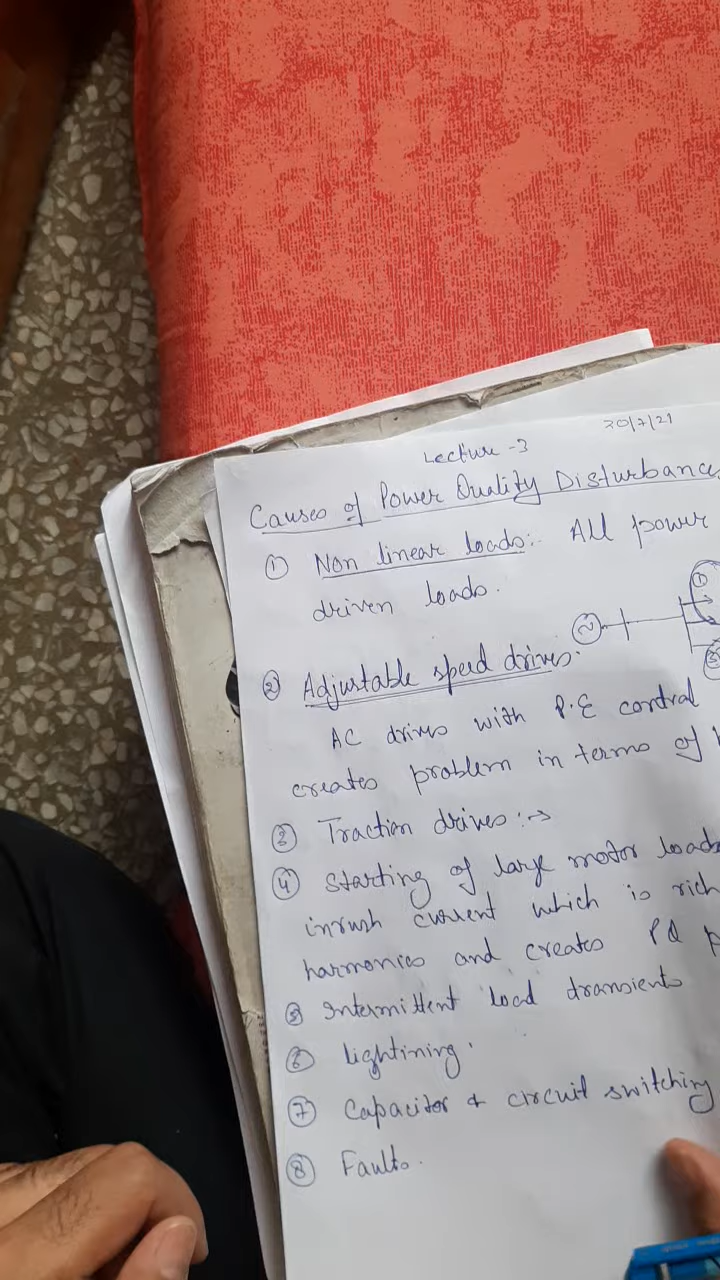 Lecture -3
30/7/21
Causes of Power Quality Disturbances
① Non linear loads:- All power
driven loads.
② Adjustable speed drives.
AC drives with P.E control
creates problem in terms of
③ Traction drives:→
④ Starting of large motor loads
inrush current which is rich
harmonics and creates PQ
⑤ Intermittent load transients
⑥ lightining.
⑦ Capacitor & circuit switching
⑧ Faults.